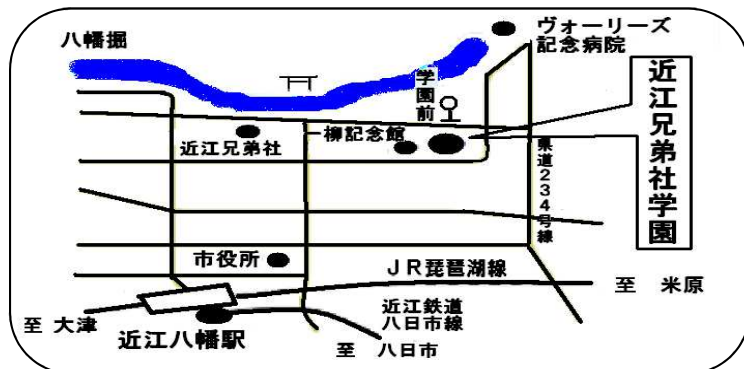 ヴォーリズ
記念病院
八幡掘
学園前
近江兄弟社学園
近江兄弟社
一柳記念館
県道234号線
市役所
JR琵琶湖線
至 米原
近江鉄道
八日市線
至 大津
近江八幡駅
至 八日市